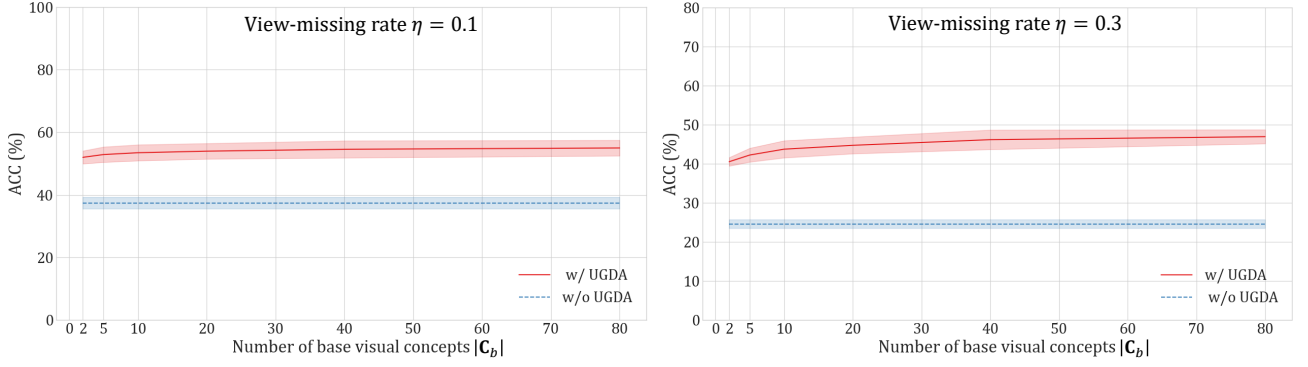 View-missing rate η = 0.1
ACC (%)
100
80
60
40
20
0
0 2 5 10 20 30 40 50 60 70 80
Number of base visual concepts |C_b|
w/ UGDA
w/o UGDA
View-missing rate η = 0.3
ACC (%)
80
70
60
50
40
30
20
10
0
0 2 5 10 20 30 40 50 60 70 80
Number of base visual concepts |C_b|
w/ UGDA
w/o UGDA